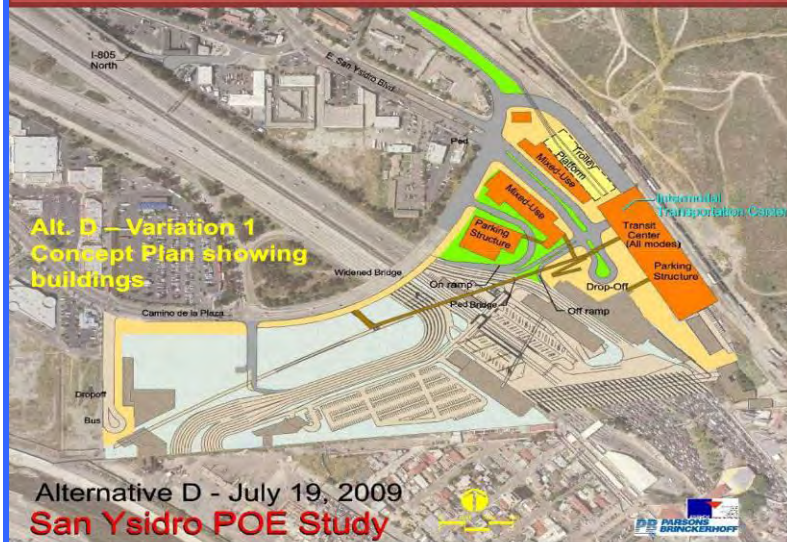 I-805
North
E. San Ysidro Blvd
Ped
Trolley
Platform
Mixed-Use
Mixed-Use
Intermodal
Transportation Center
Parking
Structure
Transit
Center
(All modes)
Parking
Structure
Alt. D – Variation 1
Concept Plan showing
buildings
Widened Bridge
On ramp
Drop-Off
Ped Bridge
Off ramp
Camino de la Plaza
Dropoff
Bus
Alternative D - July 19, 2009
San Ysidro POE Study
PB PARSONS
BRINCKERHOFF